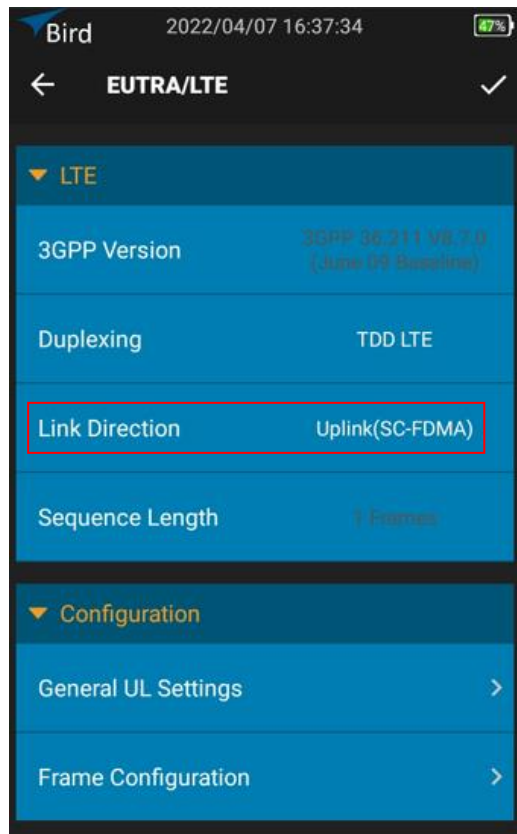 Bird 2022/04/07 16:37:34 47%
EUTRA/LTE
LTE
3GPP Version 3GPP 36.211 V8.7.0
(June 09 Baseline)
Duplexing TDD LTE
Link Direction Uplink(SC-FDMA)
Sequence Length 1 Frames
Configuration
General UL Settings
Frame Configuration